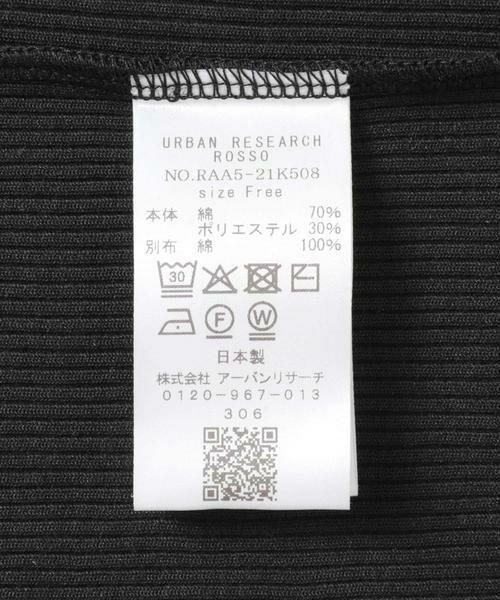 URBAN RESEARCH
ROSSO
NO.RAA5-21K508
size Free
本体 綿 70%
ポリエステル 30%
別布 綿 100%
30
F W
日本製
株式会社 アーバンリサーチ
0120-967-013
306